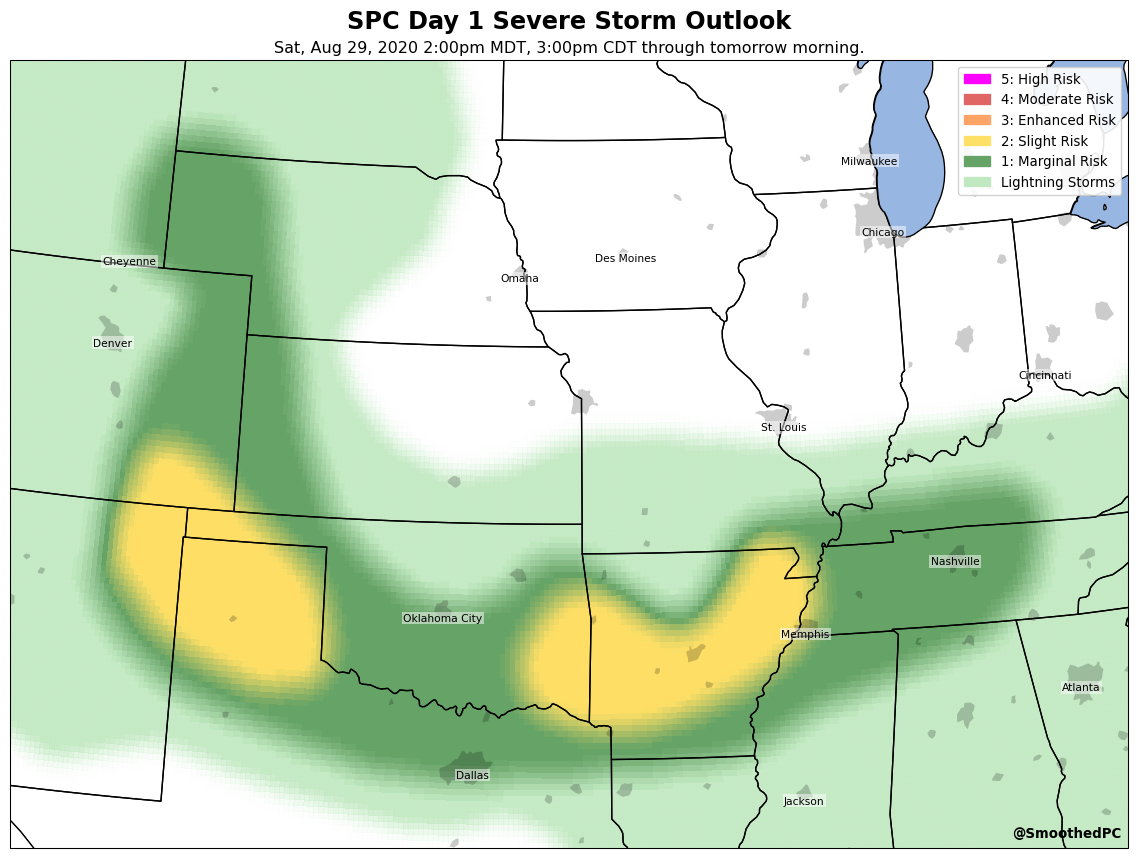 SPC Day 1 Severe Storm Outlook
Sat, Aug 29, 2020 2:00pm MDT, 3:00pm CDT through tomorrow morning.
5: High Risk
4: Moderate Risk
3: Enhanced Risk
2: Slight Risk
1: Marginal Risk
Lightning Storms
Milwaukee
Chicago
Cheyenne
Des Moines
Omaha
Denver
Cincinnati
St. Louis
Nashville
Oklahoma City
Memphis
Atlanta
Dallas
Jackson
@SmoothedPC